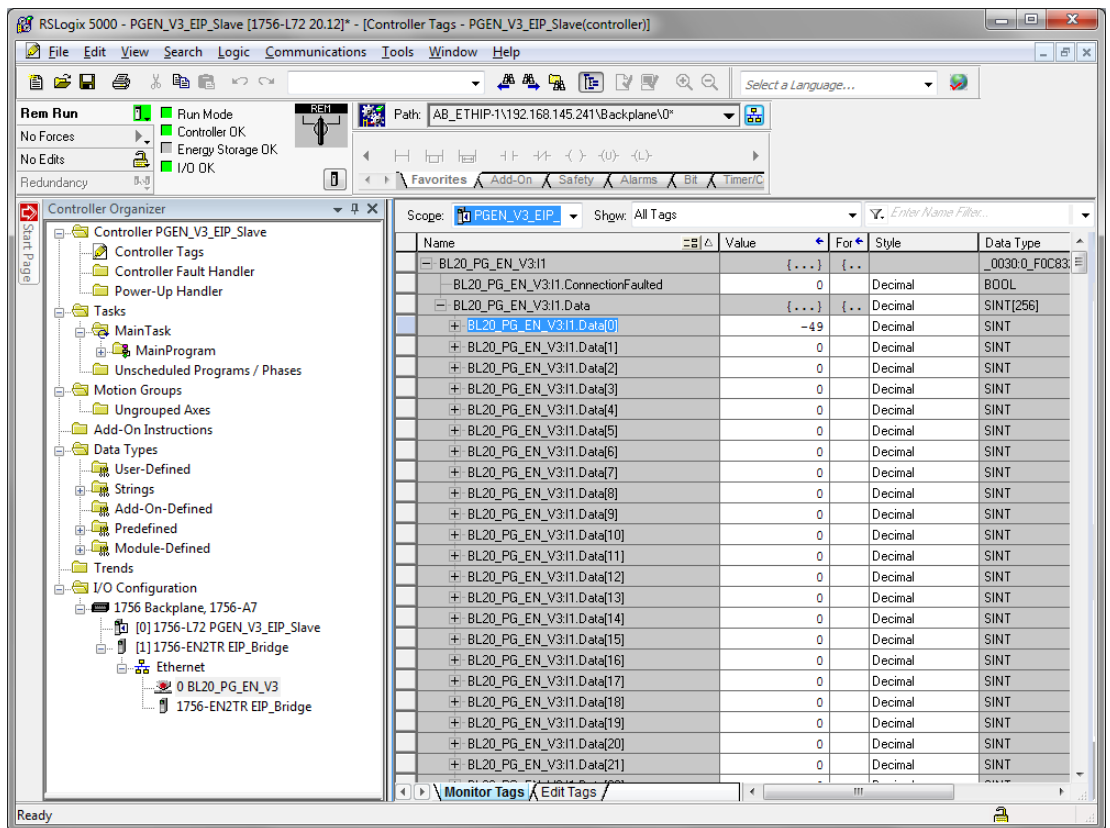 RSLogix 5000 - PGEN_V3_EIP_Slave [1756-L72 20.12]* - [Controller Tags - PGEN_V3_EIP_Slave(controller)]
File Edit View Search Logic Communications Tools Window Help
Select a Language...
Rem Run Run Mode REM Path: AB_ETHIP-1\192.168.145.241\Backplane\0*
No Forces Controller OK
No Edits Energy Storage OK
Redundancy I/O OK
Favorites Add-On Safety Alarms Bit Timer/C
Start Page
Controller Organizer
Controller PGEN_V3_EIP_Slave
Controller Tags
Controller Fault Handler
Power-Up Handler
Tasks
MainTask
MainProgram
Unscheduled Programs / Phases
Motion Groups
Ungrouped Axes
Add-On Instructions
Data Types
User-Defined
Strings
Add-On-Defined
Predefined
Module-Defined
Trends
I/O Configuration
1756 Backplane, 1756-A7
[0] 1756-L72 PGEN_V3_EIP_Slave
[1] 1756-EN2TR EIP_Bridge
Ethernet
0 BL20_PG_EN_V3
1756-EN2TR EIP_Bridge
Scope: PGEN_V3_EIP_ Show: All Tags Enter Name Filter...
Name Value For Style Data Type
BL20_PG_EN_V3:I1 {...} {.. _0030:0_F0C83
BL20_PG_EN_V3:I1.ConnectionFaulted 0 Decimal BOOL
BL20_PG_EN_V3:I1.Data {...} {.. Decimal SINT[256]
BL20_PG_EN_V3:I1.Data[0] -49 Decimal SINT
BL20_PG_EN_V3:I1.Data[1] 0 Decimal SINT
BL20_PG_EN_V3:I1.Data[2] 0 Decimal SINT
BL20_PG_EN_V3:I1.Data[3] 0 Decimal SINT
BL20_PG_EN_V3:I1.Data[4] 0 Decimal SINT
BL20_PG_EN_V3:I1.Data[5] 0 Decimal SINT
BL20_PG_EN_V3:I1.Data[6] 0 Decimal SINT
BL20_PG_EN_V3:I1.Data[7] 0 Decimal SINT
BL20_PG_EN_V3:I1.Data[8] 0 Decimal SINT
BL20_PG_EN_V3:I1.Data[9] 0 Decimal SINT
BL20_PG_EN_V3:I1.Data[10] 0 Decimal SINT
BL20_PG_EN_V3:I1.Data[11] 0 Decimal SINT
BL20_PG_EN_V3:I1.Data[12] 0 Decimal SINT
BL20_PG_EN_V3:I1.Data[13] 0 Decimal SINT
BL20_PG_EN_V3:I1.Data[14] 0 Decimal SINT
BL20_PG_EN_V3:I1.Data[15] 0 Decimal SINT
BL20_PG_EN_V3:I1.Data[16] 0 Decimal SINT
BL20_PG_EN_V3:I1.Data[17] 0 Decimal SINT
BL20_PG_EN_V3:I1.Data[18] 0 Decimal SINT
BL20_PG_EN_V3:I1.Data[19] 0 Decimal SINT
BL20_PG_EN_V3:I1.Data[20] 0 Decimal SINT
BL20_PG_EN_V3:I1.Data[21] 0 Decimal SINT
Monitor Tags Edit Tags
Ready